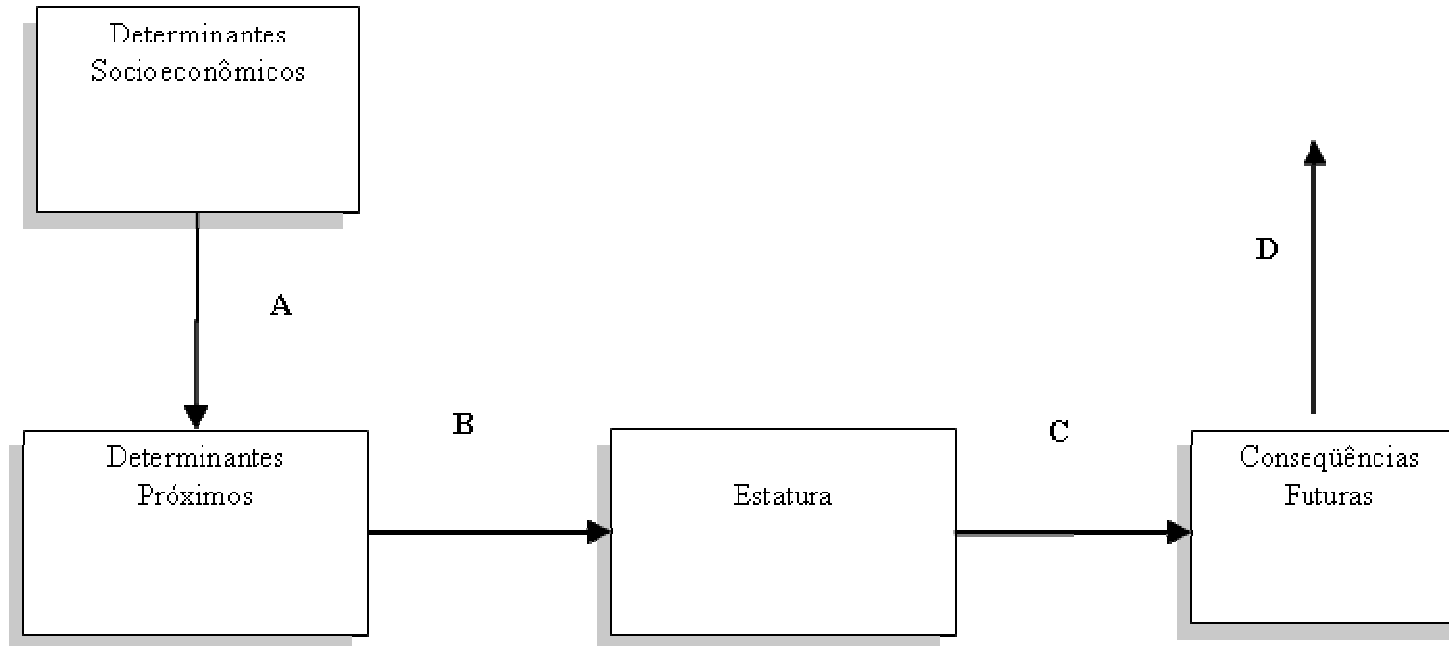 Determinantes
Socioeconômicos
D
A
B
C
Determinantes
Próximos
Estatura
Conseqüências
Futuras